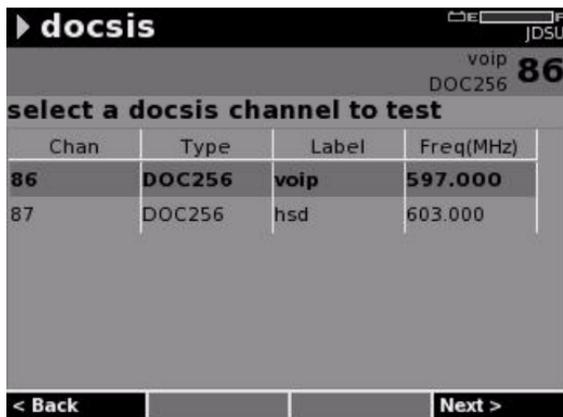 docsis
E F
JDSU
voip
DOC256 86
select a docsis channel to test
Chan Type Label Freq(MHz)
86 DOC256 voip 597.000
87 DOC256 hsd 603.000
< Back Next >